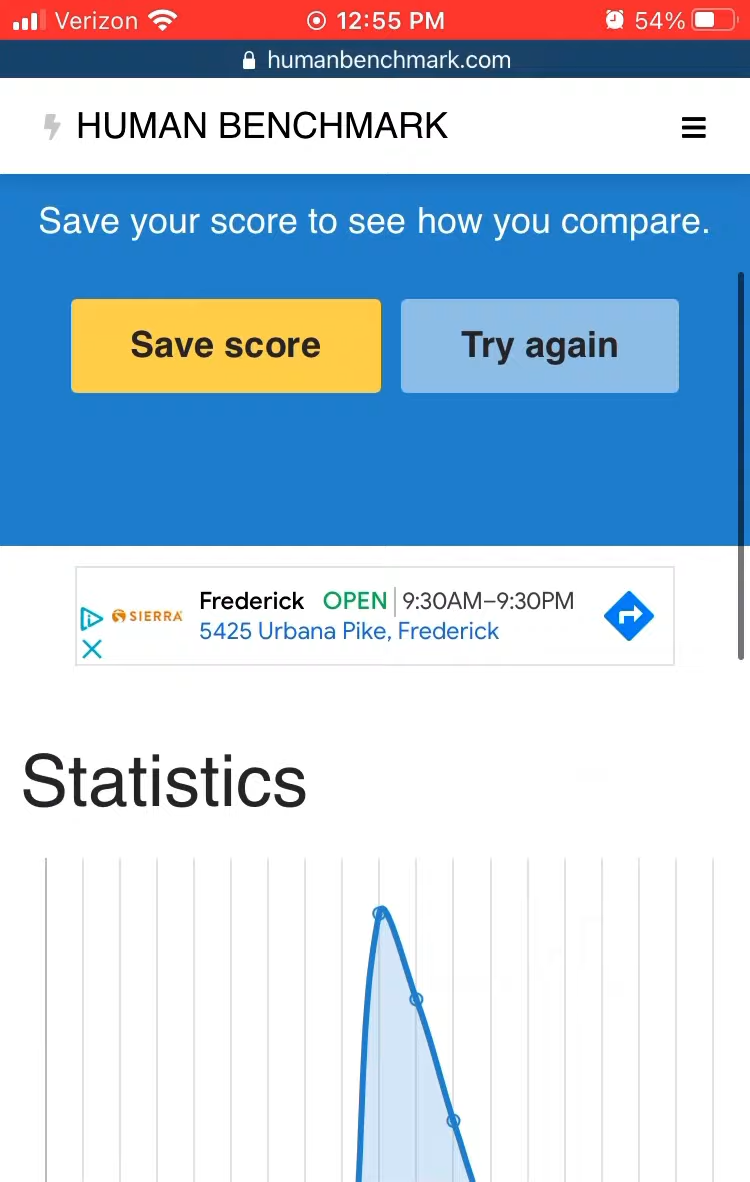 Verizon 12:55 PM 54%
humanbenchmark.com
HUMAN BENCHMARK
Save your score to see how you compare.
Save score Try again
Frederick OPEN 9:30AM–9:30PM
SIERRA
5425 Urbana Pike, Frederick
Statistics